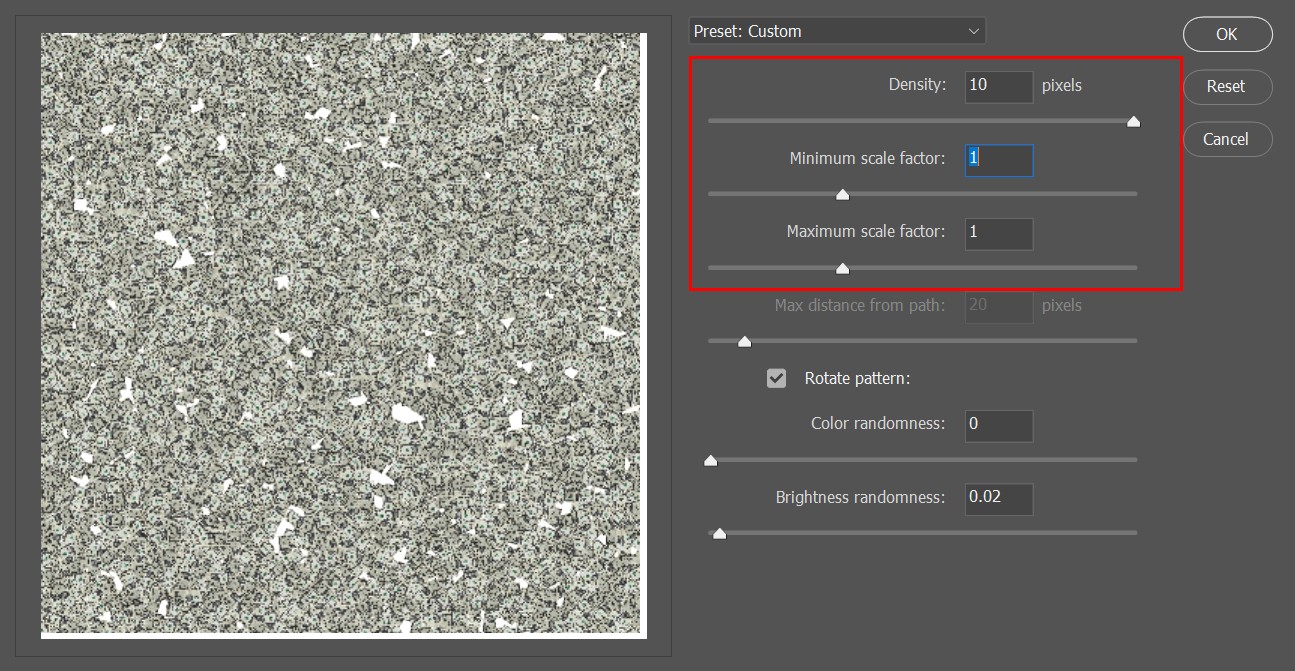 Preset: Custom
OK
Density: 10 pixels
Reset
Cancel
Minimum scale factor: 1
Maximum scale factor: 1
Max distance from path: 20 pixels
Rotate pattern:
Color randomness: 0
Brightness randomness: 0.02